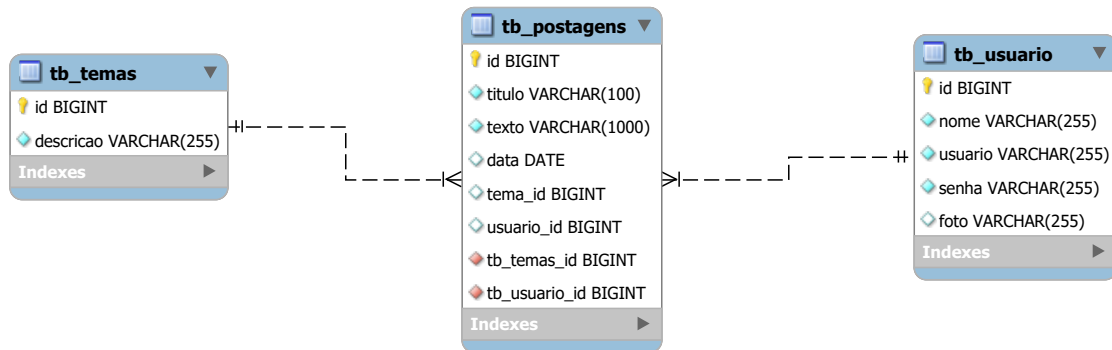 tb_temas
id BIGINT
descricao VARCHAR(255)
Indexes
tb_postagens
id BIGINT
titulo VARCHAR(100)
texto VARCHAR(1000)
data DATE
tema_id BIGINT
usuario_id BIGINT
tb_temas_id BIGINT
tb_usuario_id BIGINT
Indexes
tb_usuario
id BIGINT
nome VARCHAR(255)
usuario VARCHAR(255)
senha VARCHAR(255)
foto VARCHAR(255)
Indexes